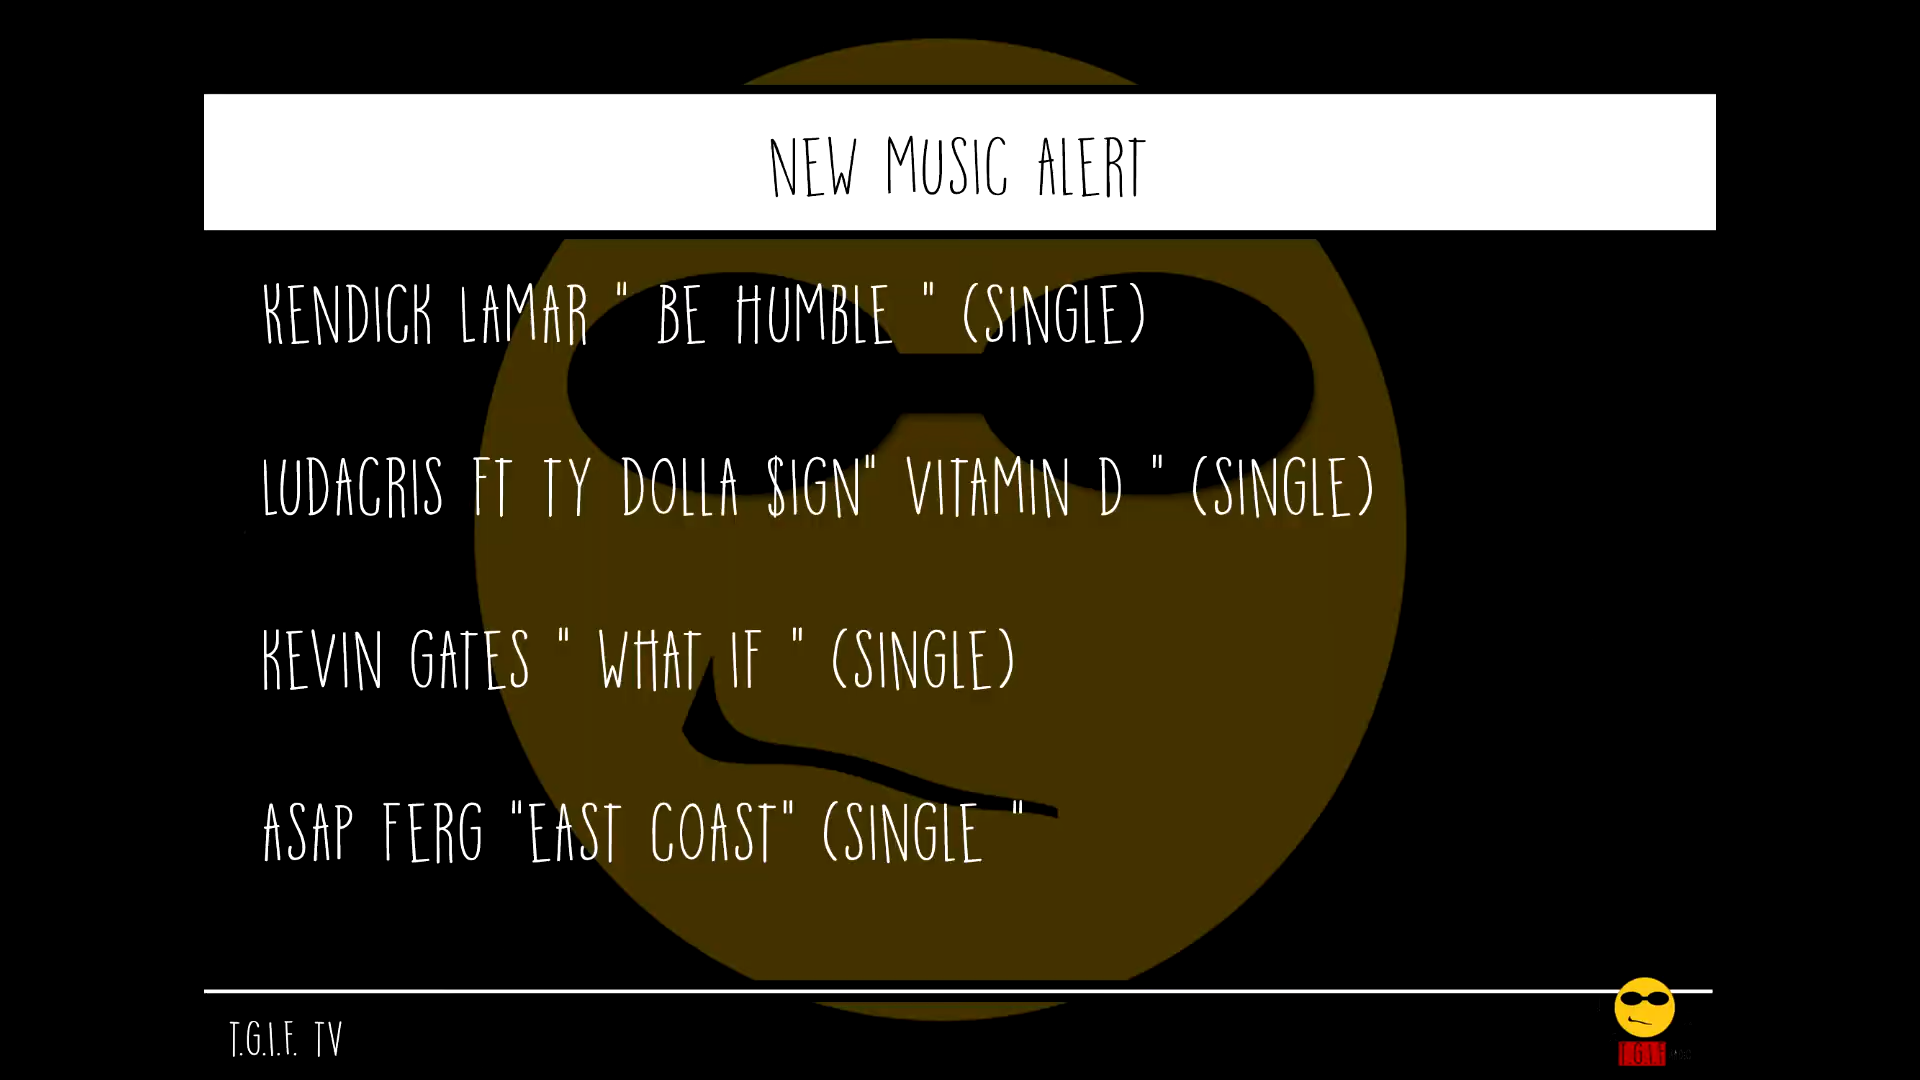 NEW MUSIC ALERT
KENDICK LAMAR " BE HUMBLE " (SINGLE)
LUDACRIS FT TY DOLLA $IGN" VITAMIN D " (SINGLE)
KEVIN GATES " WHAT IF " (SINGLE)
ASAP FERG "EAST COAST" (SINGLE "
T.G.I.F. TV
T.G.I.F